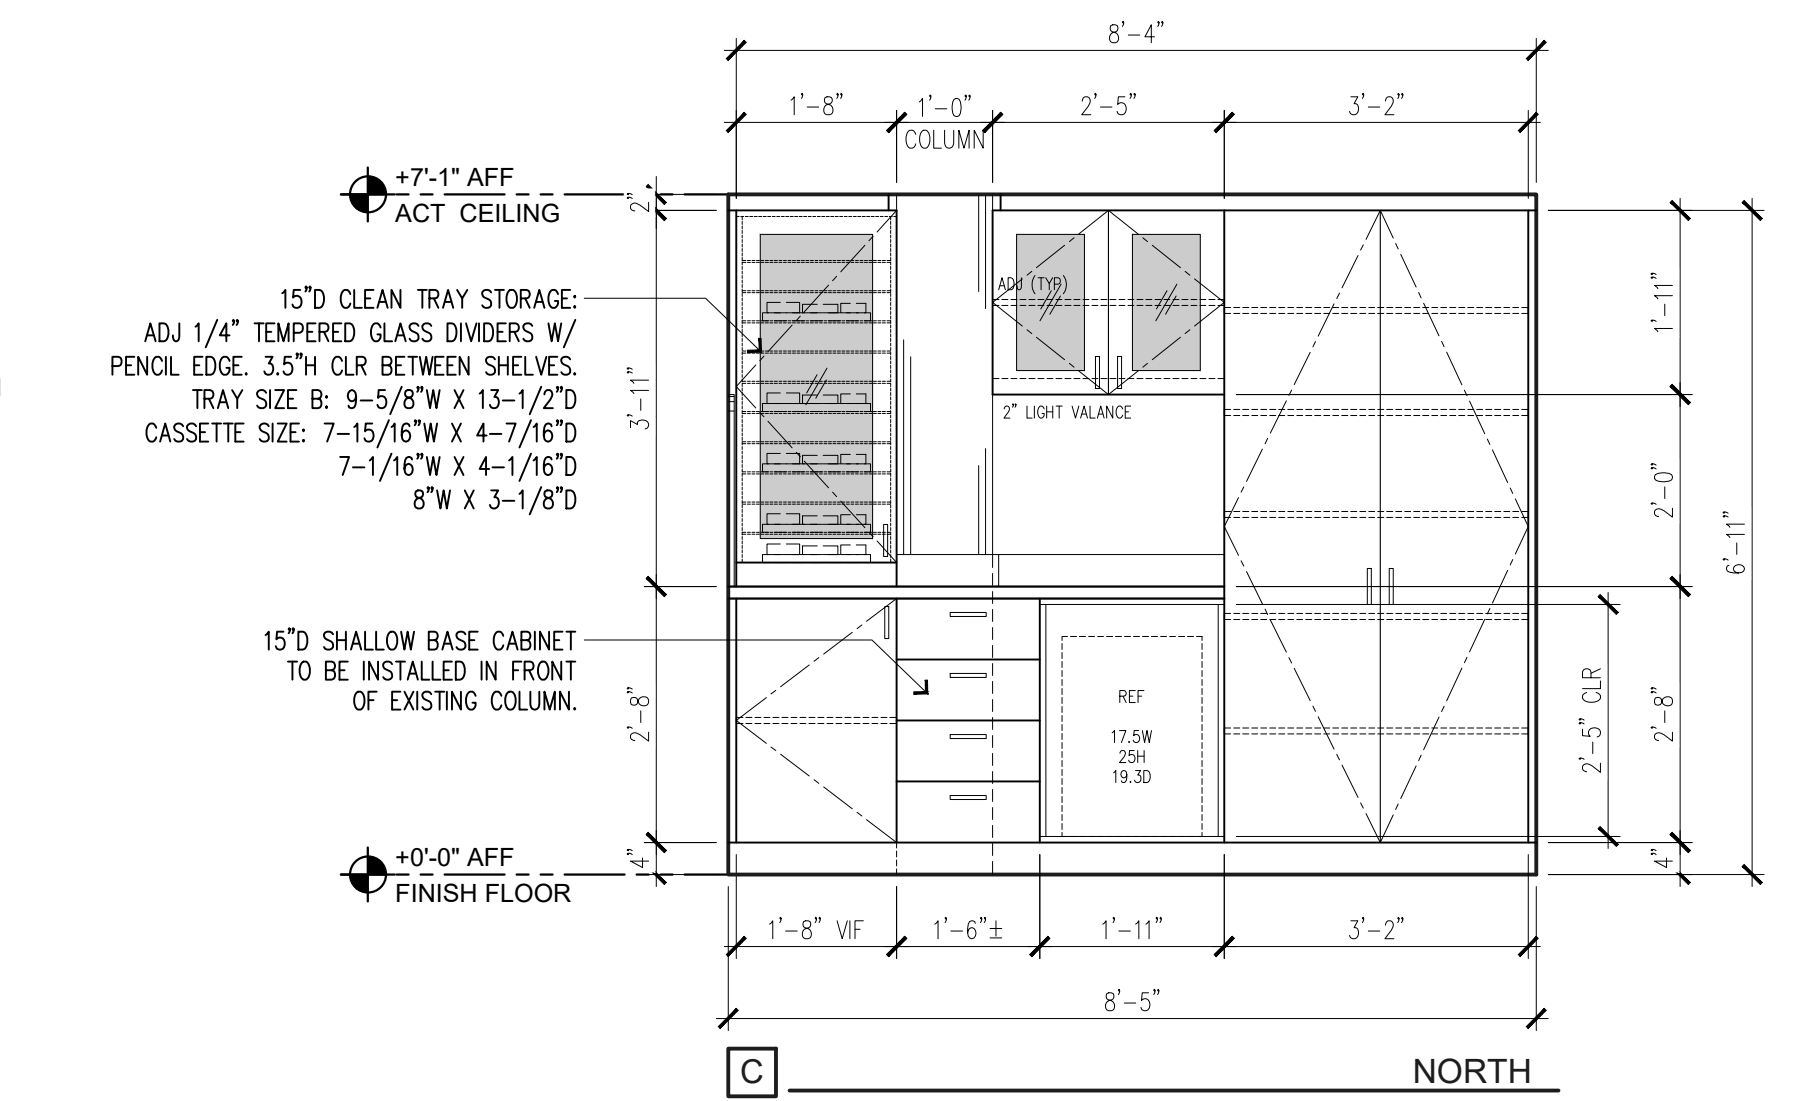 8'-4"
1'-8"
1'-0"
COLUMN
2'-5"
3'-2"
+7'-1" AFF
ACT CEILING
2"
15"D CLEAN TRAY STORAGE:
ADJ 1/4" TEMPERED GLASS DIVIDERS W/
PENCIL EDGE. 3.5"H CLR BETWEEN SHELVES.
TRAY SIZE B: 9-5/8"W X 13-1/2"D
CASSETTE SIZE: 7-15/16"W X 4-7/16"D
7-1/16"W X 4-1/16"D
8"W X 3-1/8"D
3'-11"
ADJ (TYP)
2" LIGHT VALANCE
1'-11"
2'-0"
6'-11"
15"D SHALLOW BASE CABINET
TO BE INSTALLED IN FRONT
OF EXISTING COLUMN.
2'-8"
REF
17.5W
25H
19.3D
2'-5" CLR
2'-8"
+0'-0" AFF
FINISH FLOOR
4"
4"
1'-8" VIF
1'-6"±
1'-11"
3'-2"
8'-5"
C
NORTH